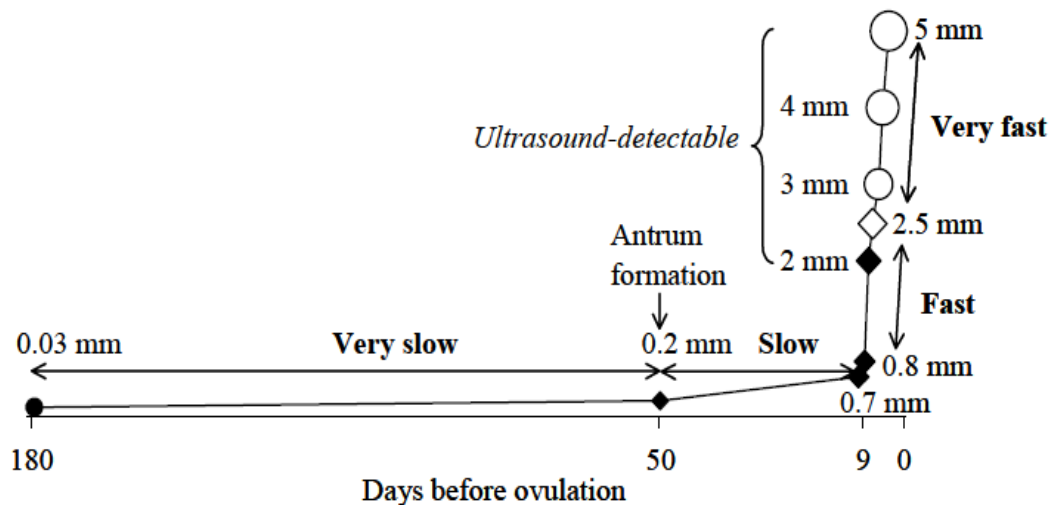 5 mm
4 mm
Very fast
Ultrasound-detectable
3 mm
2.5 mm
Antrum
formation
2 mm
Fast
0.03 mm
Very slow
0.2 mm
Slow
0.8 mm
0.7 mm
180
50
9
0
Days before ovulation